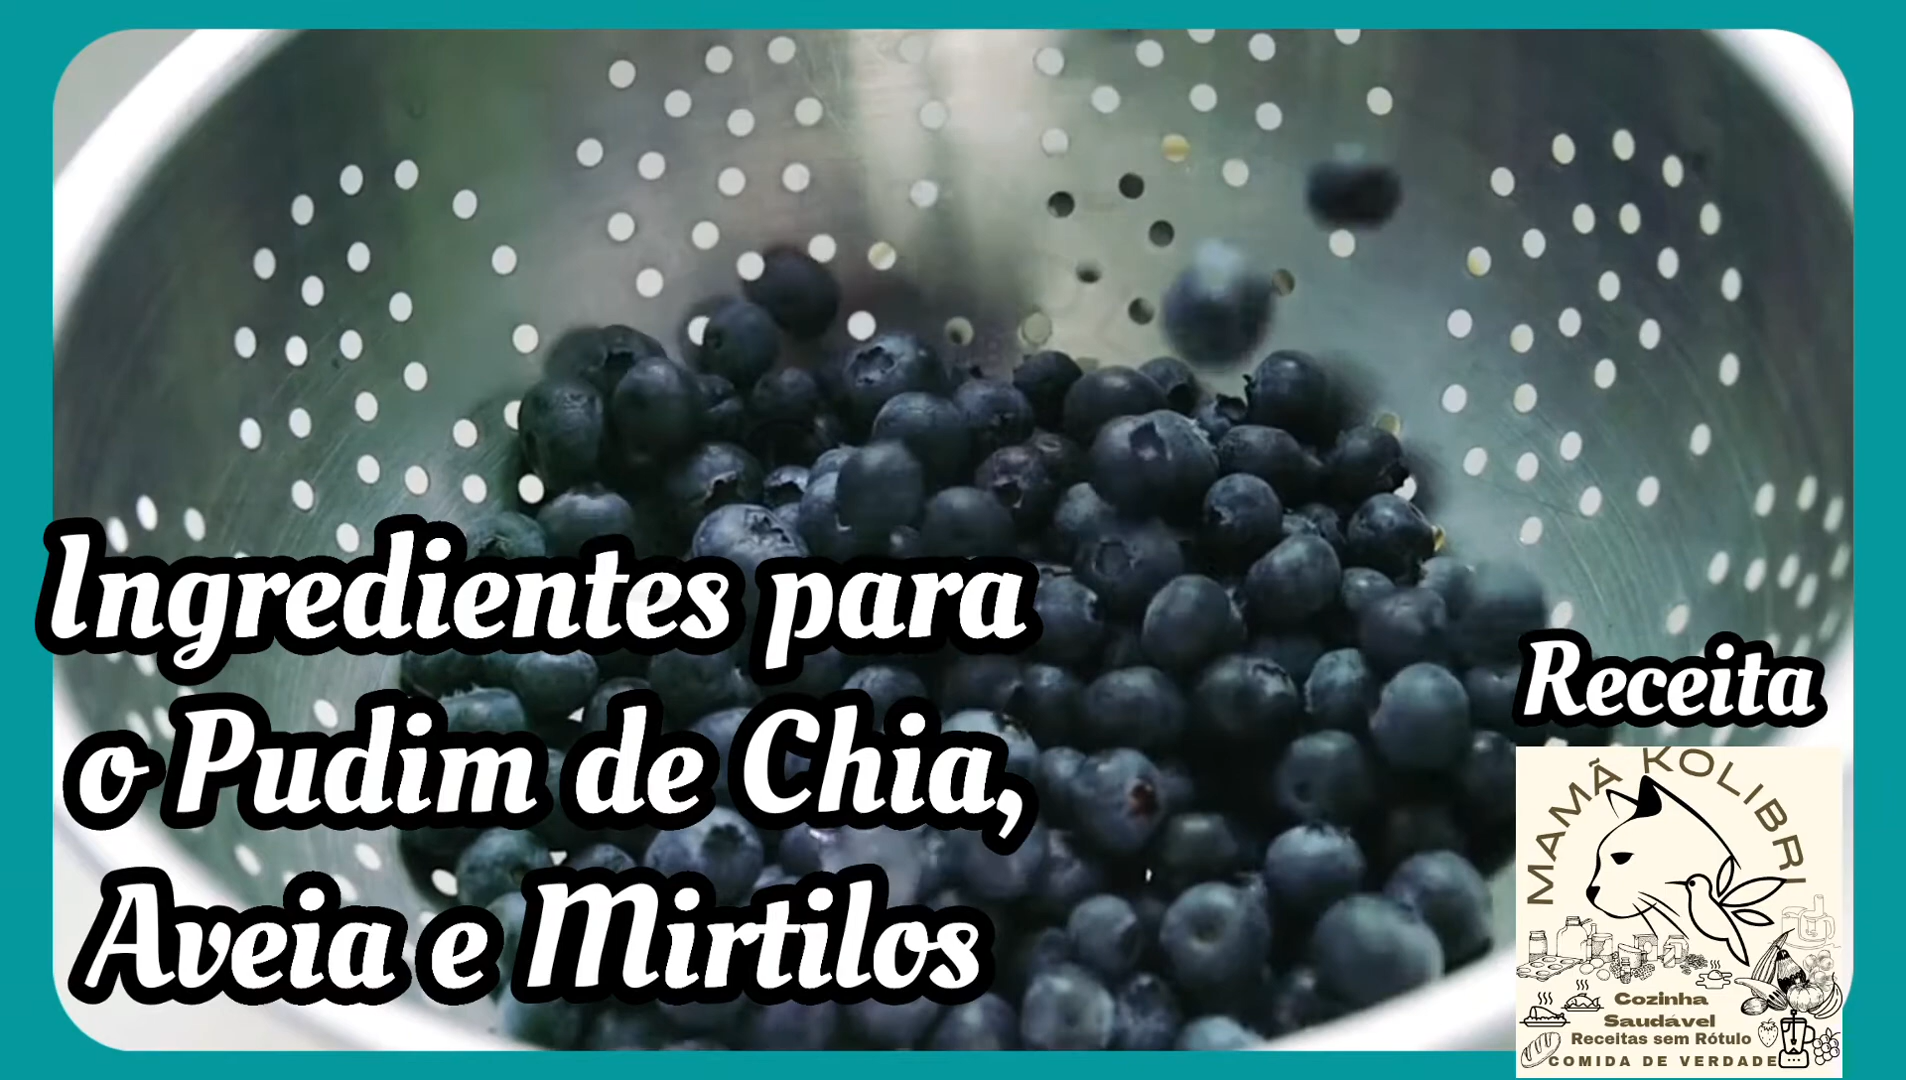 Ingredientes para
o Pudim de Chia,
Aveia e Mirtilos
Receita
MAMÃ KOLIBRI
Cozinha
Saudável
Receitas sem Rótulo
COMIDA DE VERDADE